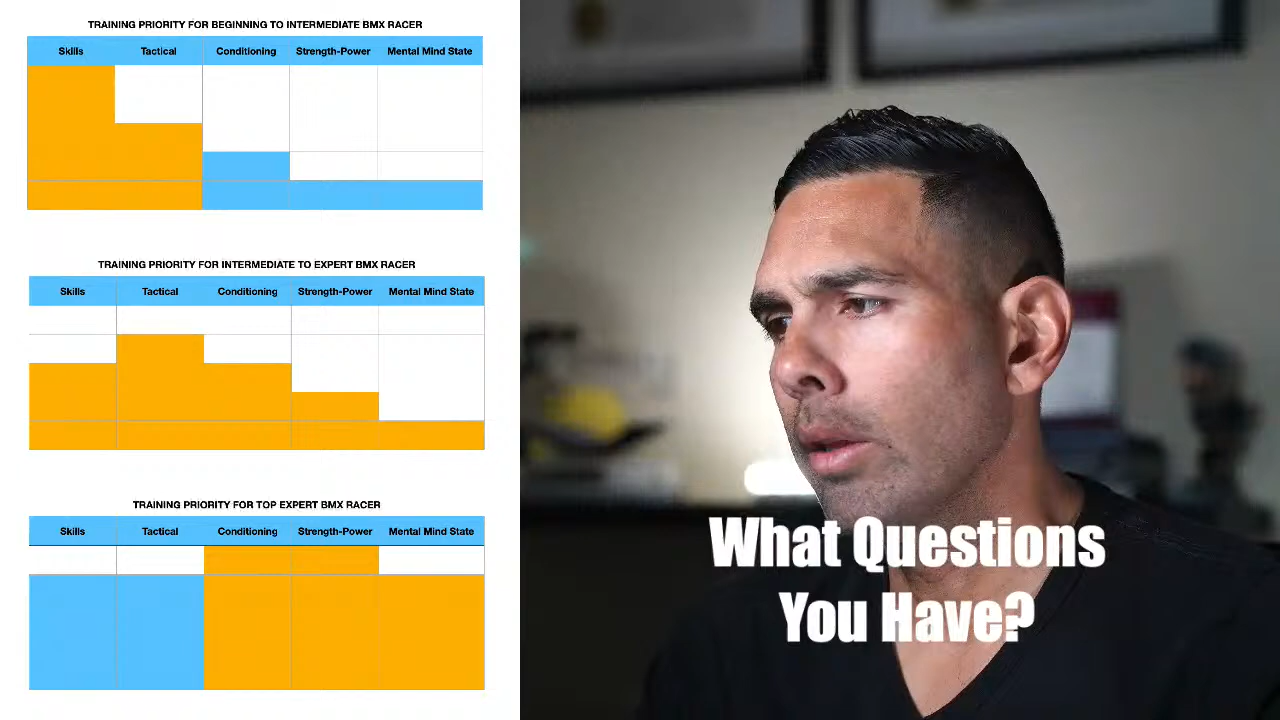 TRAINING PRIORITY FOR BEGINNING TO INTERMEDIATE BMX RACER
Skills Tactical Conditioning Strength-Power Mental Mind State
TRAINING PRIORITY FOR INTERMEDIATE TO EXPERT BMX RACER
Skills Tactical Conditioning Strength-Power Mental Mind State
TRAINING PRIORITY FOR TOP EXPERT BMX RACER
Skills Tactical Conditioning Strength-Power Mental Mind State
What Questions
You Have?